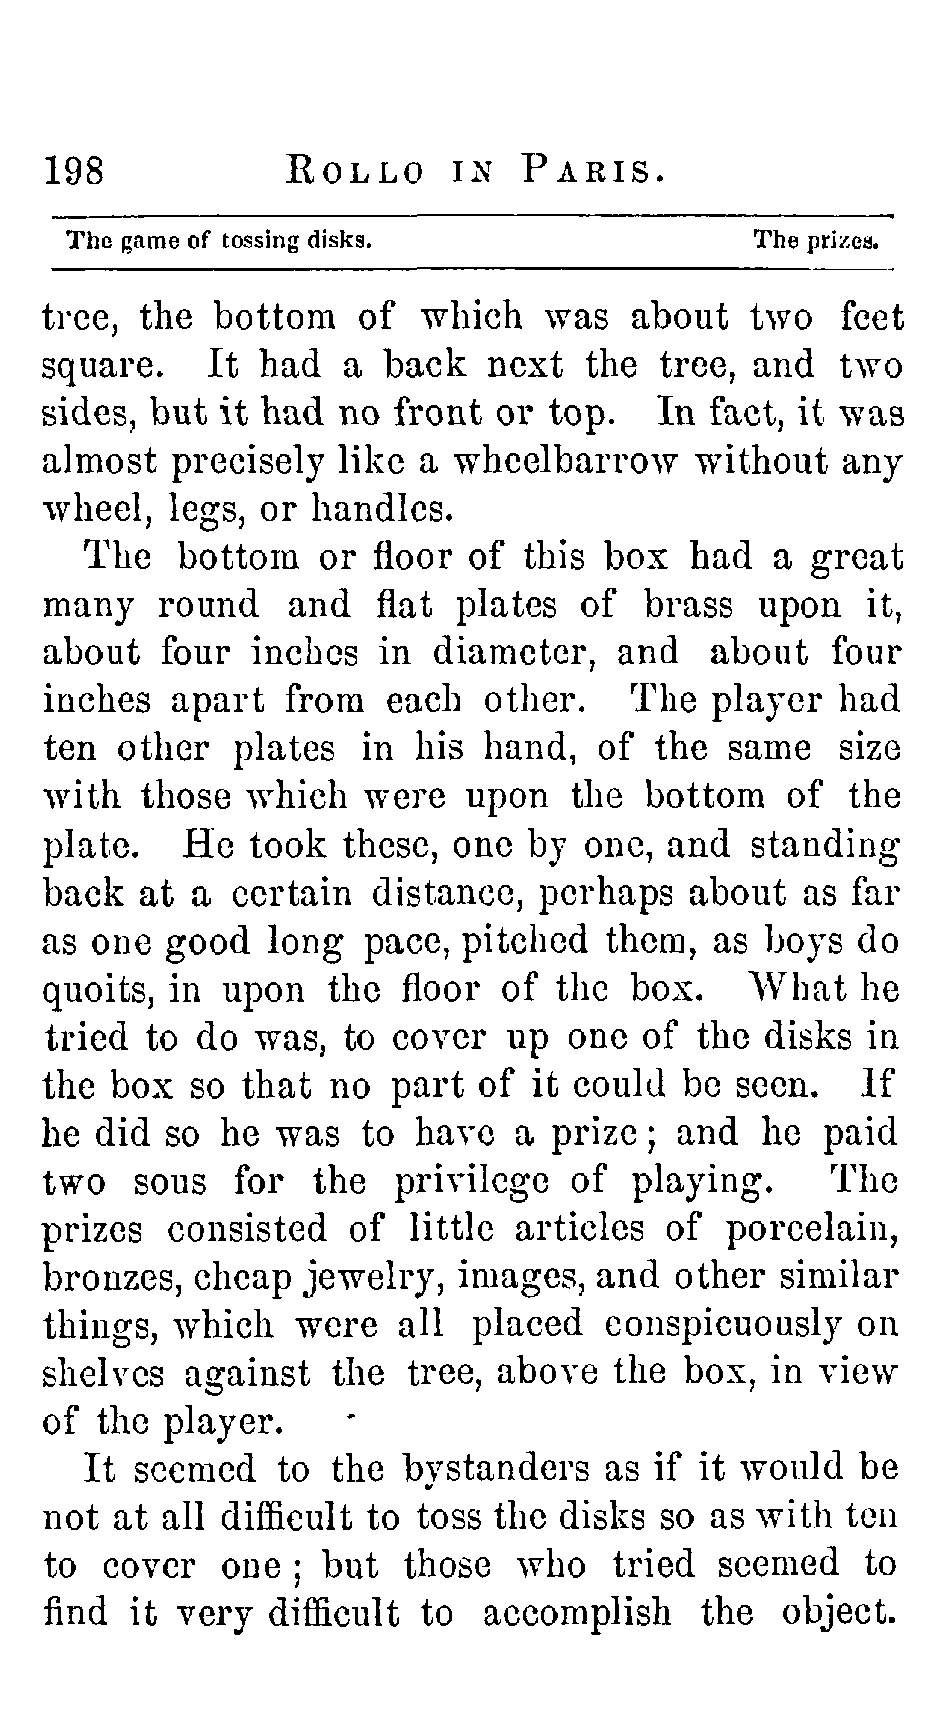 198 ROLLO IN PARIS.
The game of tossing disks. The prizes.
tree, the bottom of which was about two feet
square. It had a back next the tree, and two
sides, but it had no front or top. In fact, it was
almost precisely like a wheelbarrow without any
wheel, legs, or handles.
The bottom or floor of this box had a great
many round and flat plates of brass upon it,
about four inches in diameter, and about four
inches apart from each other. The player had
ten other plates in his hand, of the same size
with those which were upon the bottom of the
plate. He took these, one by one, and standing
back at a certain distance, perhaps about as far
as one good long pace, pitched them, as boys do
quoits, in upon the floor of the box. What he
tried to do was, to cover up one of the disks in
the box so that no part of it could be seen. If
he did so he was to have a prize; and he paid
two sous for the privilege of playing. The
prizes consisted of little articles of porcelain,
bronzes, cheap jewelry, images, and other similar
things, which were all placed conspicuously on
shelves against the tree, above the box, in view
of the player.
It seemed to the bystanders as if it would be
not at all difficult to toss the disks so as with ten
to cover one; but those who tried seemed to
find it very difficult to accomplish the object.